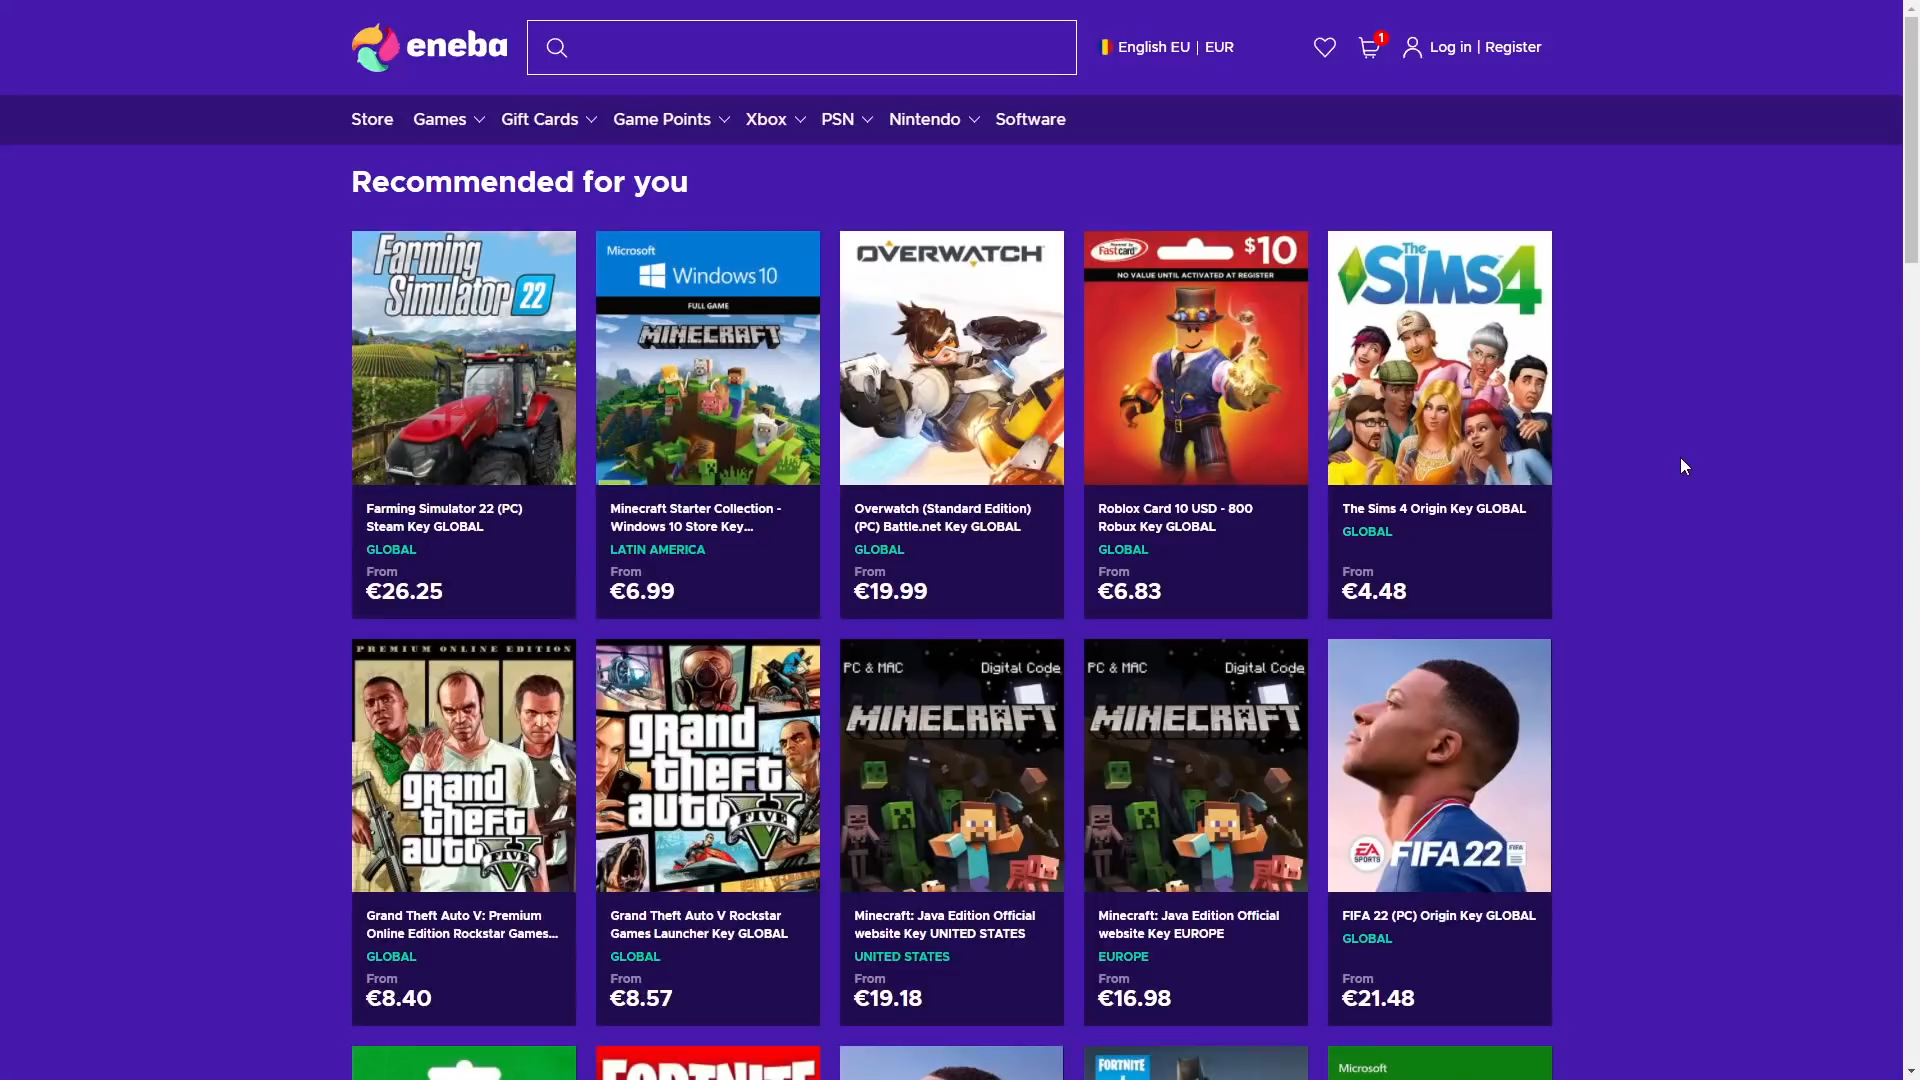 eneba
English EU | EUR
1
Log in | Register
Store Games Gift Cards Game Points Xbox PSN Nintendo Software
Recommended for you
Farming
Simulator 22
Farming Simulator 22 (PC)
Steam Key GLOBAL
GLOBAL
From
€26.25
Microsoft
Windows 10
FULL GAME
MINECRAFT
Minecraft Starter Collection -
Windows 10 Store Key...
LATIN AMERICA
From
€6.99
OVERWATCH
Overwatch (Standard Edition)
(PC) Battle.net Key GLOBAL
GLOBAL
From
€19.99
Fastcard
$10
NO VALUE UNTIL ACTIVATED AT REGISTER
Roblox Card 10 USD - 800
Robux Key GLOBAL
GLOBAL
From
€6.83
The
SIMS 4
The Sims 4 Origin Key GLOBAL
GLOBAL
From
€4.48
PREMIUM ONLINE EDITION
grand
theft
auto
FIVE
Grand Theft Auto V: Premium
Online Edition Rockstar Games...
GLOBAL
From
€8.40
grand
theft
auto
FIVE
Grand Theft Auto V Rockstar
Games Launcher Key GLOBAL
GLOBAL
From
€8.57
PC & MAC Digital Code
MINECRAFT
Minecraft: Java Edition Official
website Key UNITED STATES
UNITED STATES
From
€19.18
PC & MAC Digital Code
MINECRAFT
Minecraft: Java Edition Official
website Key EUROPE
EUROPE
From
€16.98
EA
SPORTS
FIFA 22
FIFA
FIFA 22 (PC) Origin Key GLOBAL
GLOBAL
From
€21.48
FORTNITE
FORTNITE
Microsoft